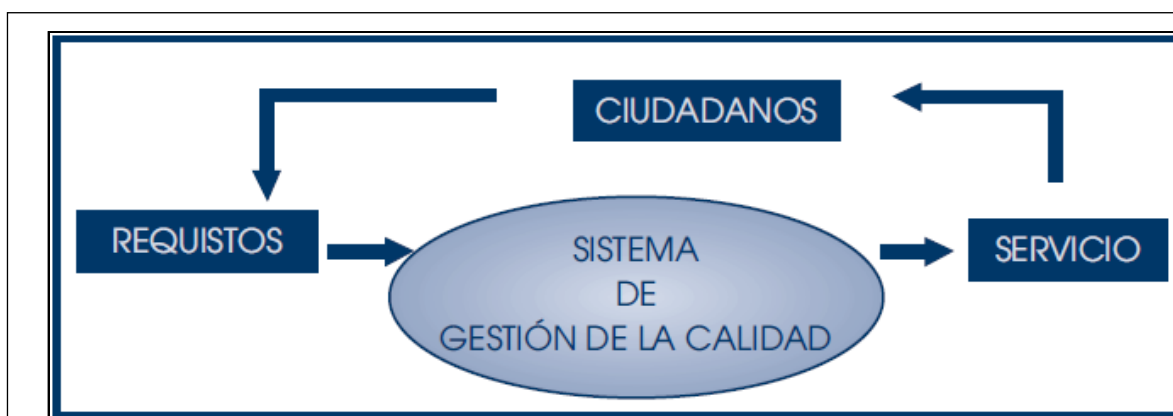 CIUDADANOS
REQUISTOS
SISTEMA
DE
GESTIÓN DE LA CALIDAD
SERVICIO